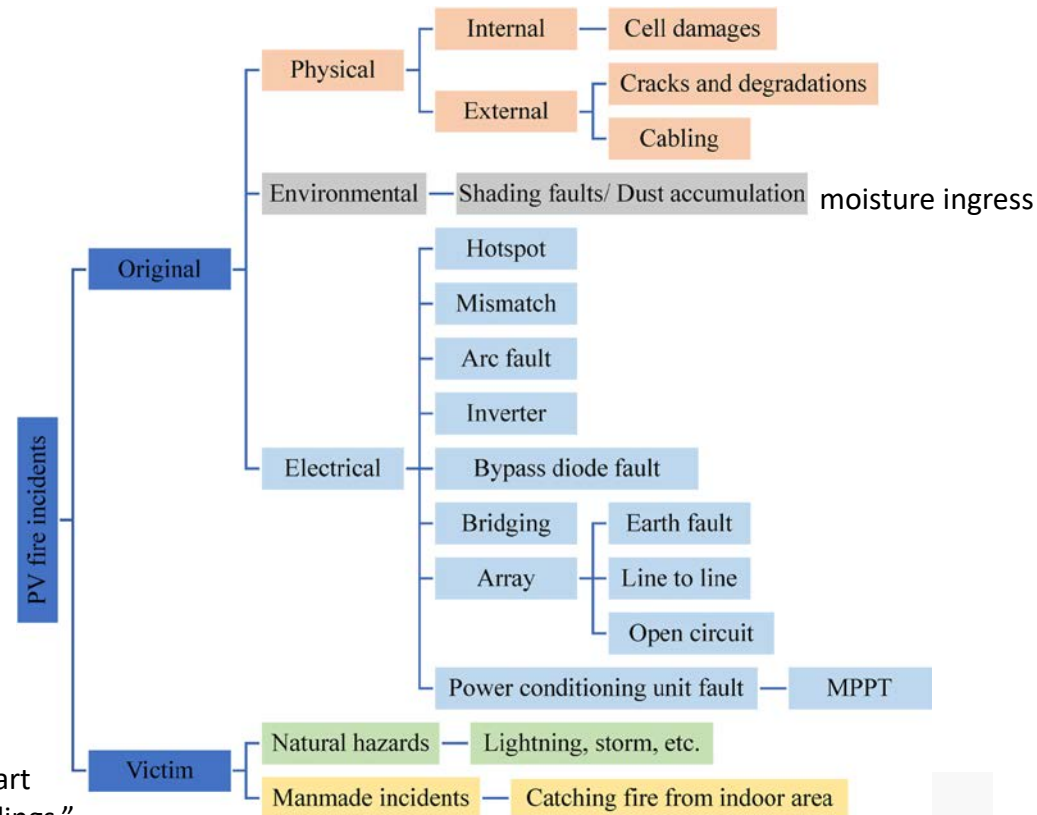 Internal
Cell damages
Physical
Cracks and degradations
External
Cabling
Environmental
Shading faults/ Dust accumulation
moisture ingress
Hotspot
Original
Mismatch
Arc fault
Inverter
PV fire incidents
Electrical
Bypass diode fault
Bridging
Earth fault
Array
Line to line
Open circuit
Power conditioning unit fault
MPPT
Natural hazards
Lightning, storm, etc.
Victim
Manmade incidents
Catching fire from indoor area